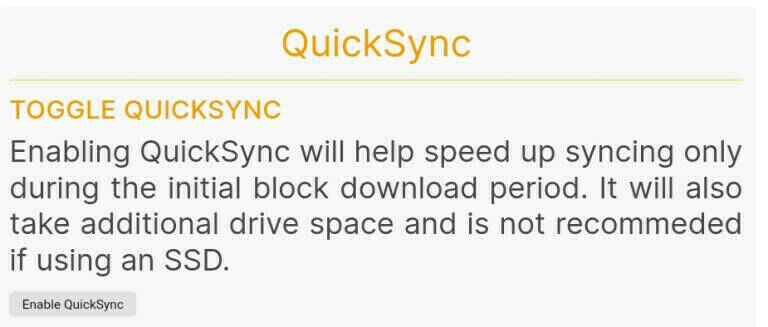 QuickSync
TOGGLE QUICKSYNC
Enabling QuickSync will help speed up syncing only
during the initial block download period. It will also
take additional drive space and is not recommeded
if using an SSD.
Enable QuickSync